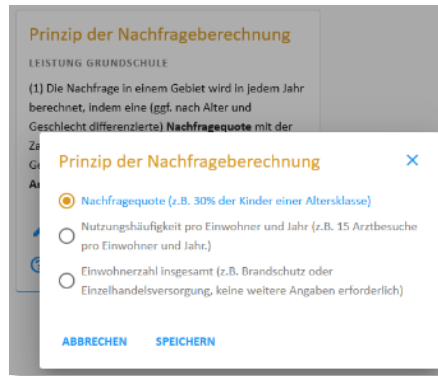 Prinzip der Nachfrageberechnung
LEISTUNG GRUNDSCHULE
(1) Die Nachfrage in einem Gebiet wird in jedem Jahr
berechnet, indem eine (ggf. nach Alter und
Geschlecht differenzierte) Nachfragequote mit der
Prinzip der Nachfrageberechnung
Nachfragequote (z.B. 30% der Kinder einer Altersklasse)
Nutzungshäufigkeit pro Einwohner und Jahr (z.B. 15 Arztbesuche
pro Einwohner und Jahr.)
Einwohnerzahl insgesamt (z.B. Brandschutz oder
Einzelhandelsversorgung, keine weitere Angaben erforderlich)
ABBRECHEN SPEICHERN